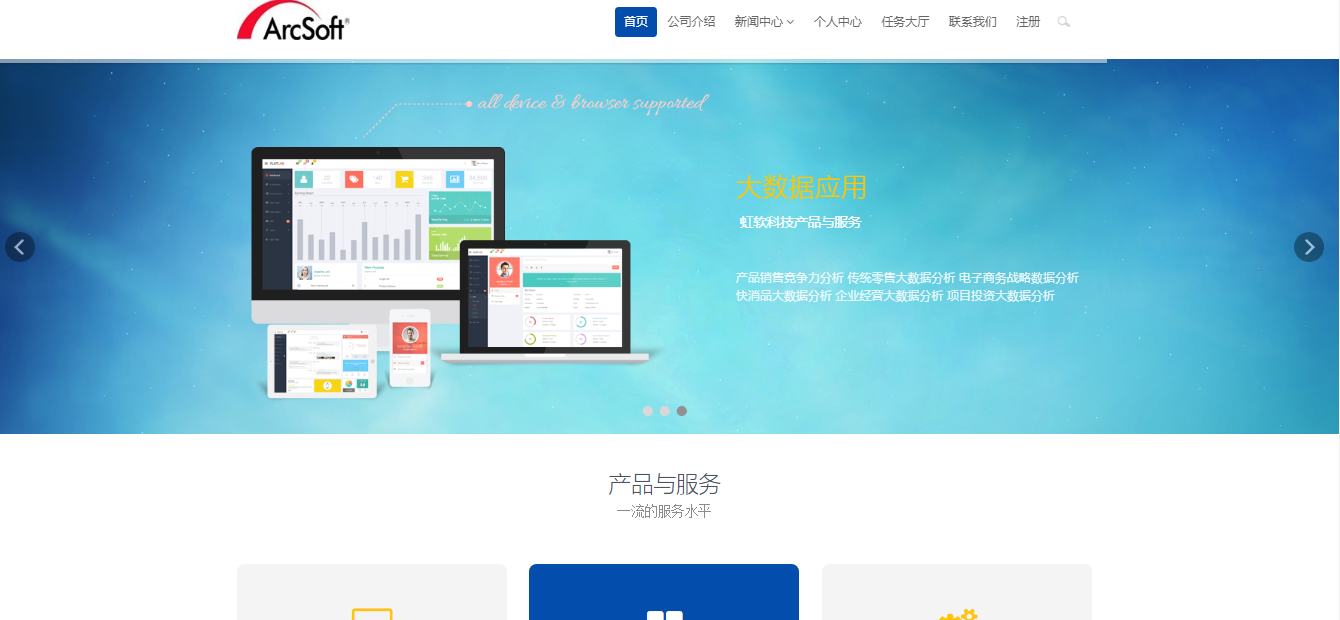 ArcSoft®
首页 公司介绍 新闻中心 个人中心 任务大厅 联系我们 注册
all device & browser supported
大数据应用
虹软科技产品与服务
产品销售竞争力分析 传统零售大数据分析 电子商务战略数据分析
快消品大数据分析 企业经营大数据分析 项目投资大数据分析
产品与服务
一流的服务水平